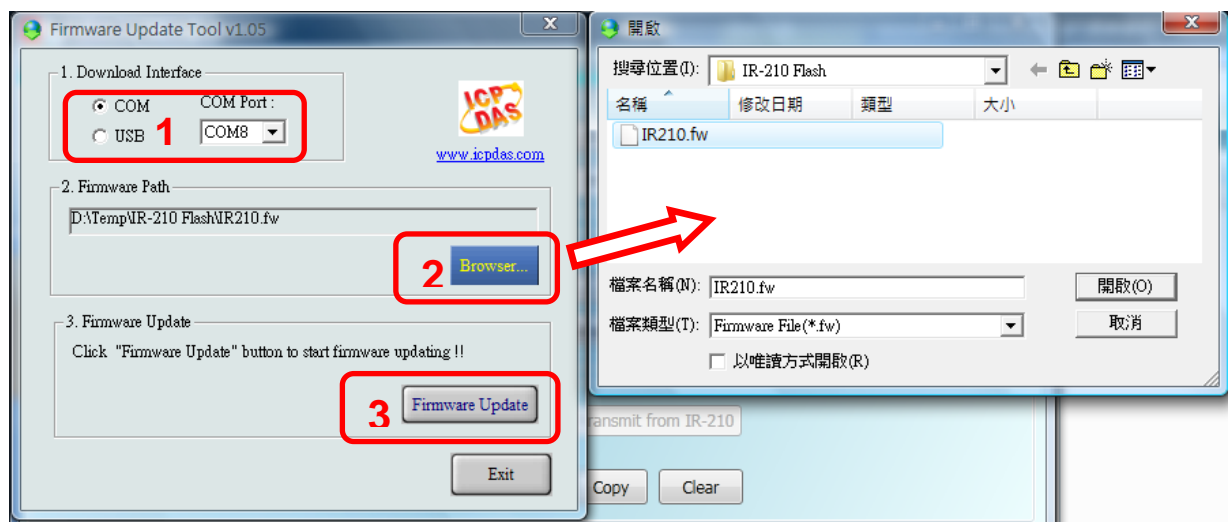 Firmware Update Tool v1.05
1. Download Interface
COM
COM Port :
USB
1
COM8
ICP DAS
www.icpdas.com
2. Firmware Path
D:\Temp\IR-210 Flash\IR210.fw
2
Browser...
3. Firmware Update
Click "Firmware Update" button to start firmware updating !!
3
Firmware Update
Exit
開啟
搜尋位置(I):
IR-210 Flash
名稱
修改日期
類型
大小
IR210.fw
檔案名稱(N):
IR210.fw
開啟(O)
檔案類型(T):
Firmware File(*.fw)
取消
以唯讀方式開啟(R)
ransmit from IR-210
Copy
Clear